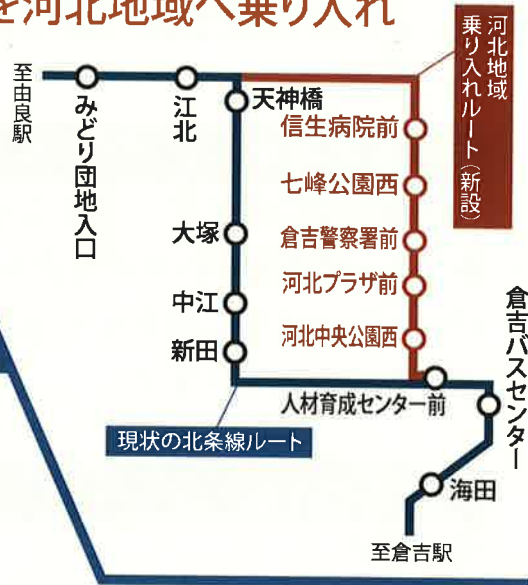 を河北地域へ乗り入れ
河北地域
乗り入れルート（新設）
至由良駅
みどり団地入口
江北
天神橋
信生病院前
七峰公園西
大塚
倉吉警察署前
河北プラザ前
中江
新田
河北中央公園西
倉吉バスセンター
人材育成センター前
現状の北条線ルート
海田
至倉吉駅